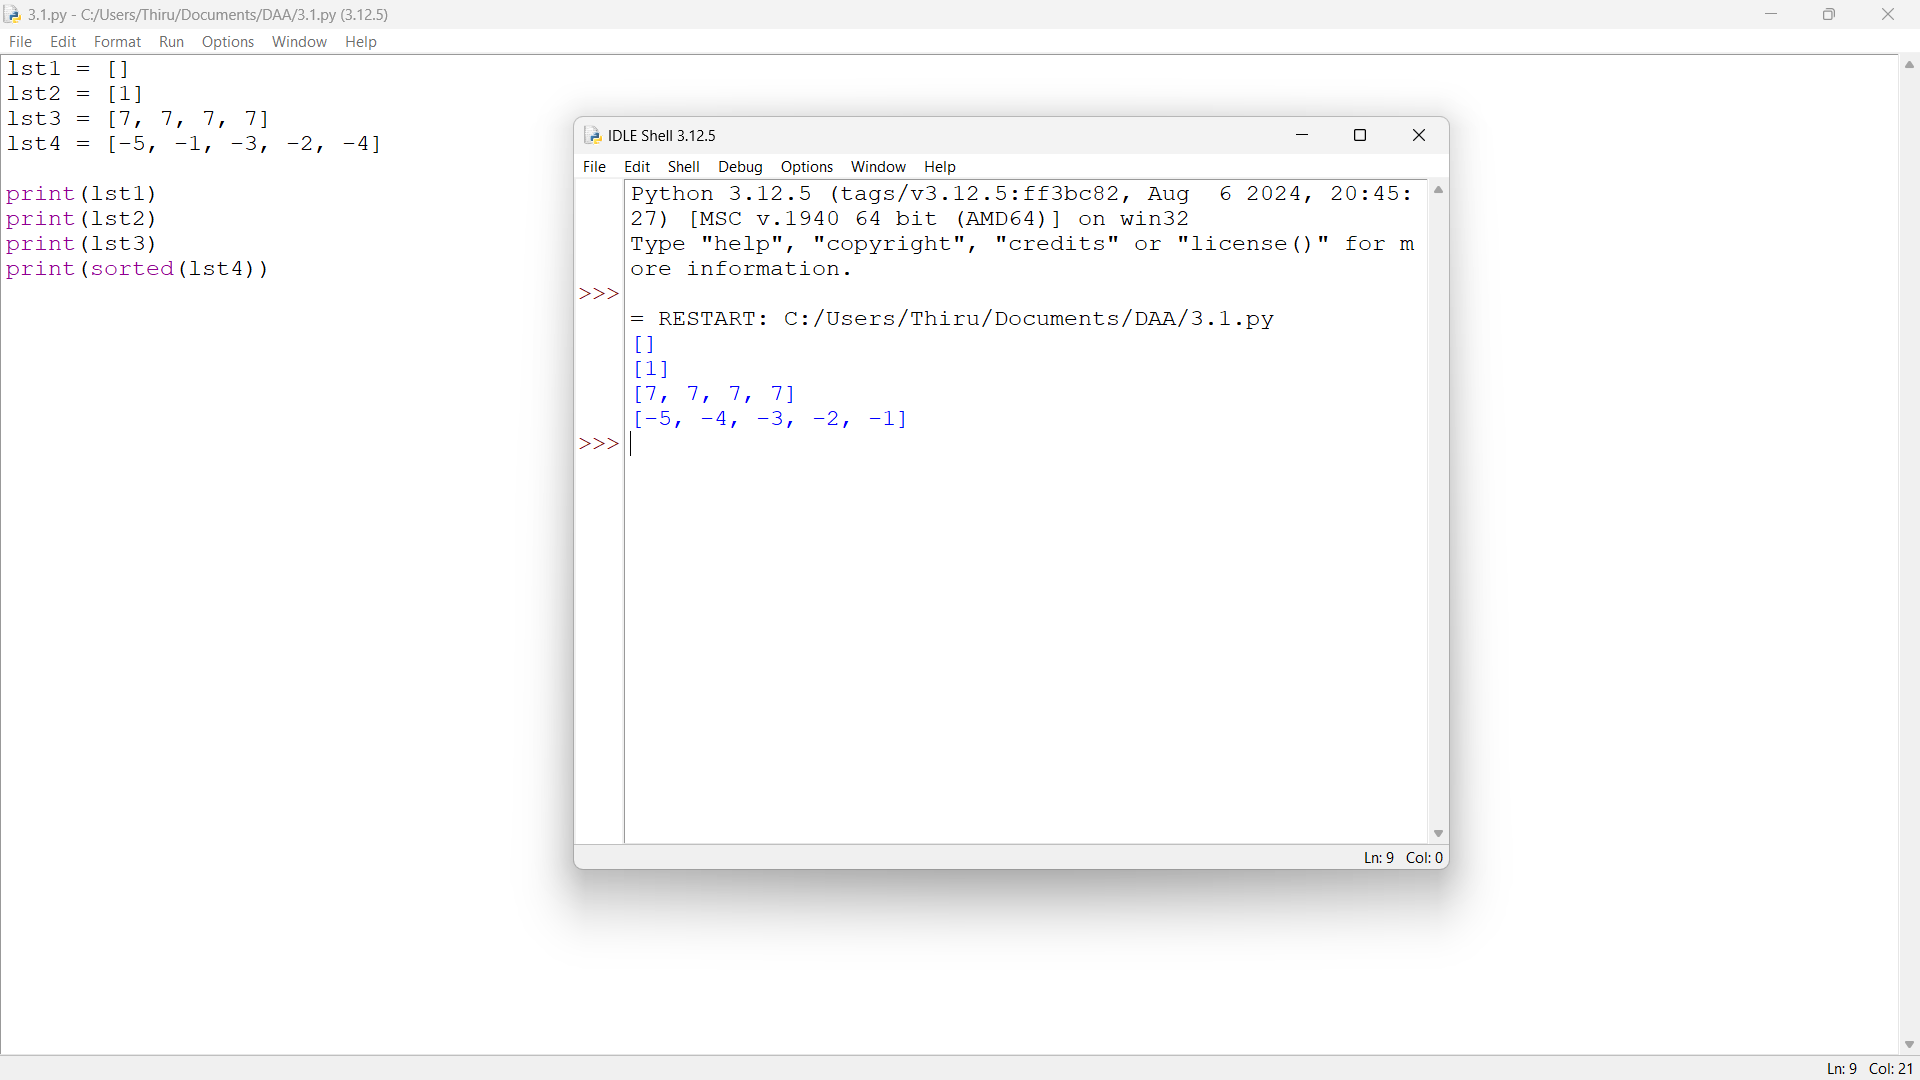 3.1.py - C:/Users/Thiru/Documents/DAA/3.1.py (3.12.5)
File Edit Format Run Options Window Help
lst1 = []
lst2 = [1]
lst3 = [7, 7, 7, 7]
lst4 = [-5, -1, -3, -2, -4]
print(lst1)
print(lst2)
print(lst3)
print(sorted(lst4))
IDLE Shell 3.12.5
File Edit Shell Debug Options Window Help
Python 3.12.5 (tags/v3.12.5:ff3bc82, Aug  6 2024, 20:45:
27) [MSC v.1940 64 bit (AMD64)] on win32
Type "help", "copyright", "credits" or "license()" for m
ore information.
>>>
= RESTART: C:/Users/Thiru/Documents/DAA/3.1.py
[]
[1]
[7, 7, 7, 7]
[-5, -4, -3, -2, -1]
>>>
Ln: 9 Col: 0
Ln: 9 Col: 21